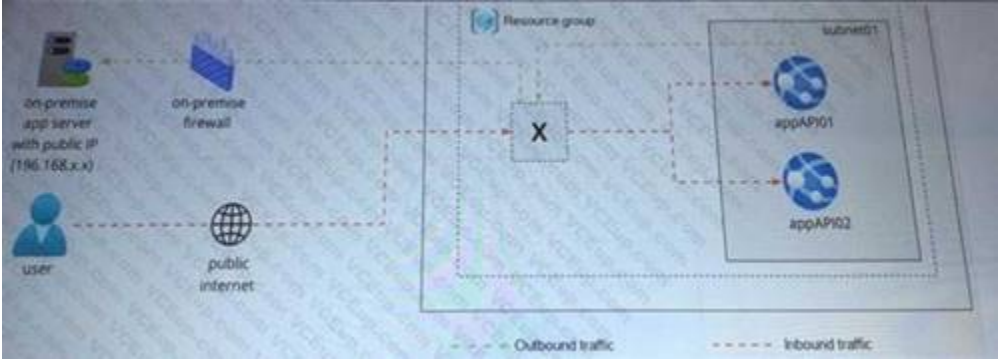 Resource group
subnet01
on-premise
app server
with public IP
(196.168.x.x)
on-premise
firewall
X
appAPI01
appAPI02
user
public
internet
Outbound traffic
Inbound traffic